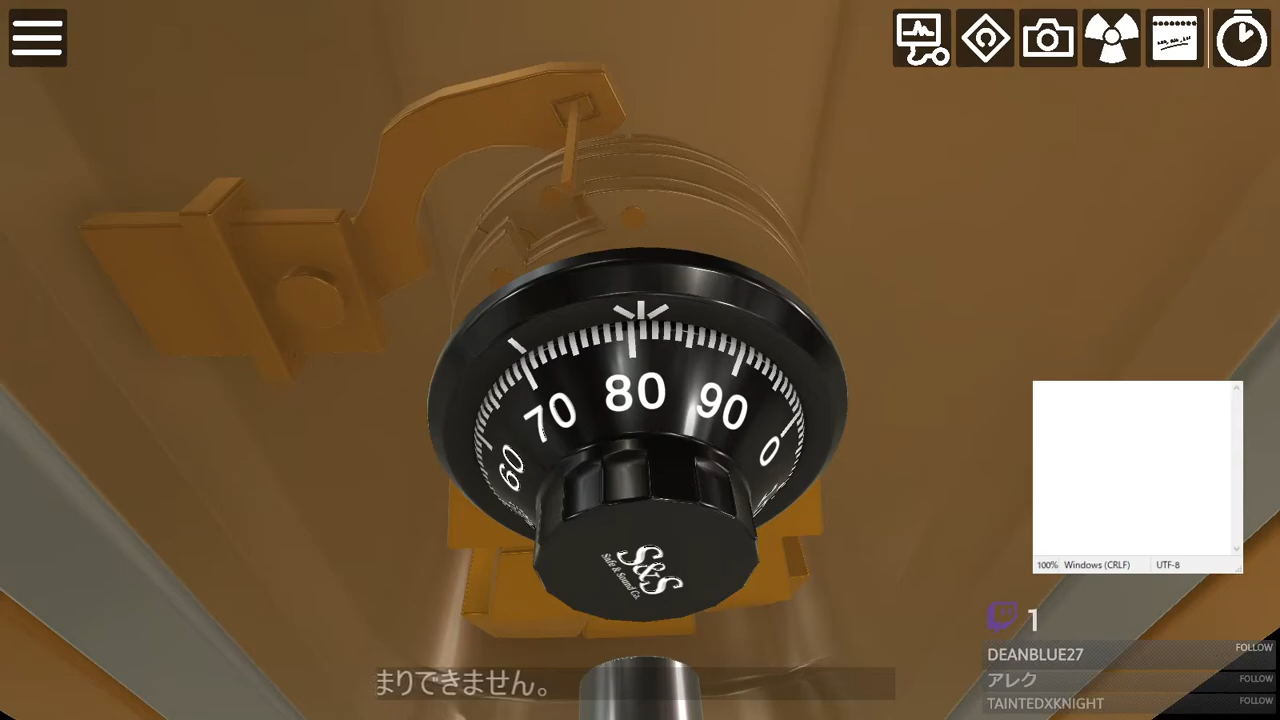 60 70 80 90 0
S&S
Safe & Sound Co.
100% Windows (CRLF) UTF-8
1
DEANBLUE27 FOLLOW
アレク FOLLOW
TAINTEDXKNIGHT FOLLOW
まりできません。